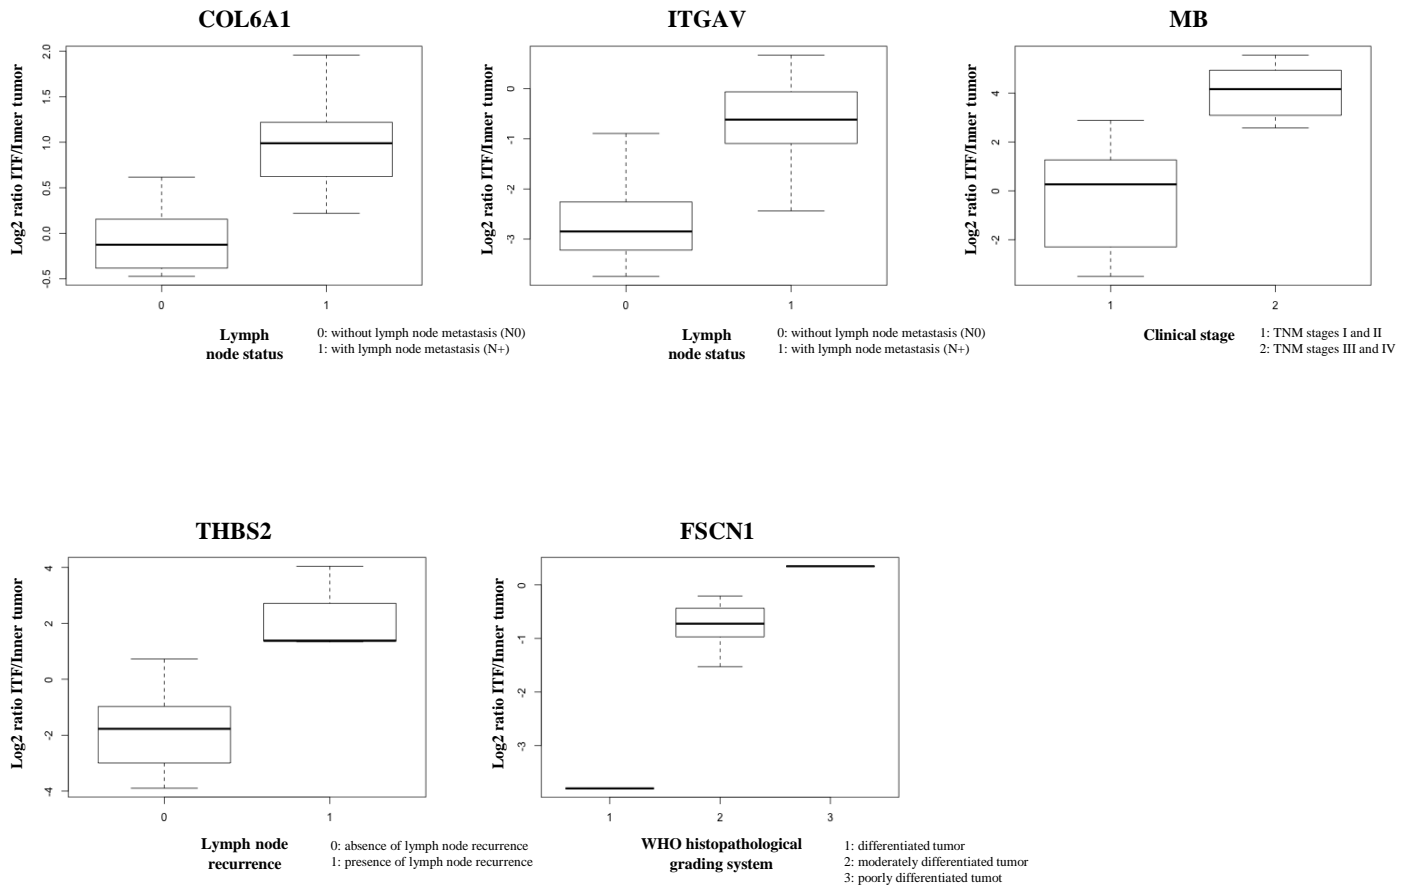 COL6A1
Log2 ratio ITF/Inner tumor
2.0
1.5
1.0
0.5
0.0
-0.5
0
1
Lymph
node status
0: without lymph node metastasis (N0)
1: with lymph node metastasis (N+)
ITGAV
Log2 ratio ITF/Inner tumor
0
-1
-2
-3
0
1
Lymph
node status
0: without lymph node metastasis (N0)
1: with lymph node metastasis (N+)
MB
Log2 ratio ITF/Inner tumor
4
2
0
-2
1
2
Clinical stage
1: TNM stages I and II
2: TNM stages III and IV
THBS2
Log2 ratio ITF/Inner tumor
4
2
0
-2
-4
0
1
Lymph node
recurrence
0: absence of lymph node recurrence
1: presence of lymph node recurrence
FSCN1
Log2 ratio ITF/Inner tumor
0
-1
-2
-3
1
2
3
WHO histopathological
grading system
1: differentiated tumor
2: moderately differentiated tumor
3: poorly differentiated tumot